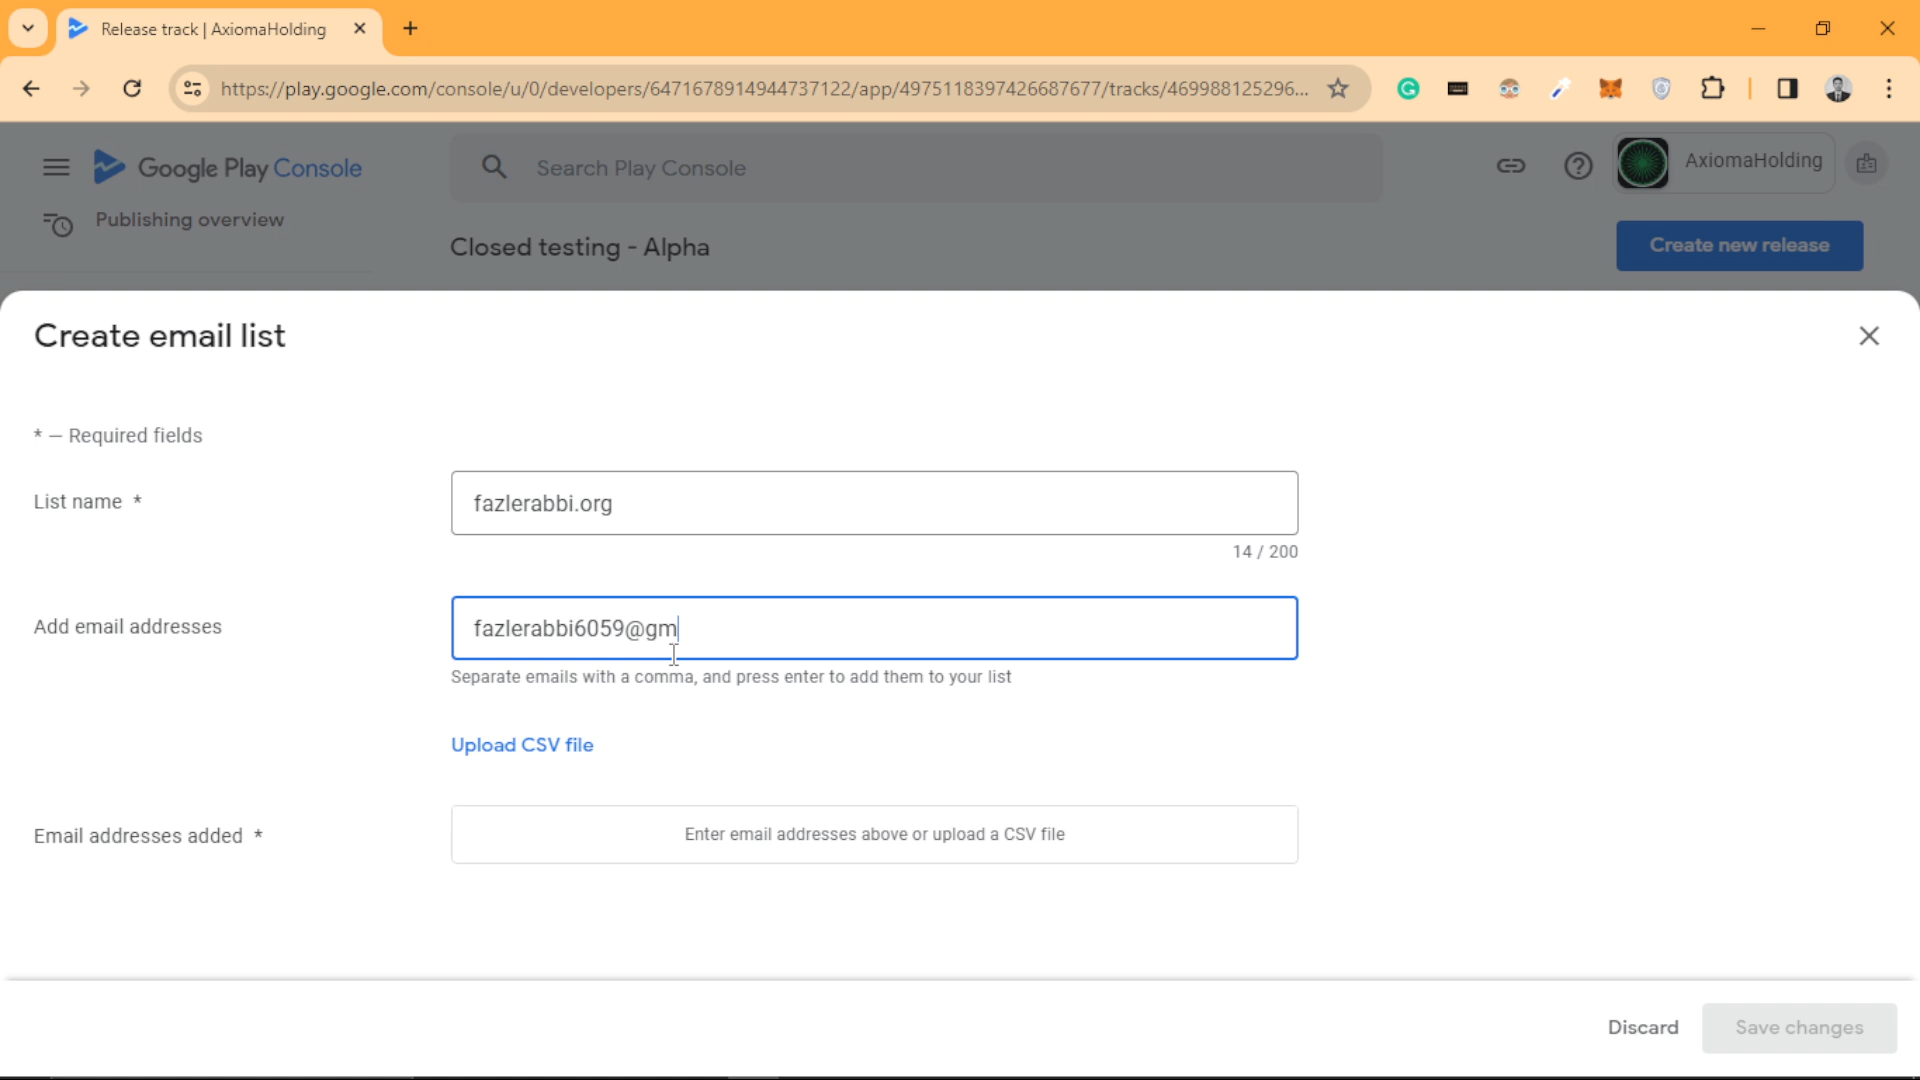 Release track | AxiomaHolding
https://play.google.com/console/u/0/developers/6471678914944737122/app/4975118397426687677/tracks/469988125296...
Google Play Console
Search Play Console
AxiomaHolding
Publishing overview
Closed testing - Alpha
Create new release
Create email list
* — Required fields
List name *
fazlerabbi.org
14 / 200
Add email addresses
fazlerabbi6059@gm
Separate emails with a comma, and press enter to add them to your list
Upload CSV file
Email addresses added *
Enter email addresses above or upload a CSV file
Discard
Save changes